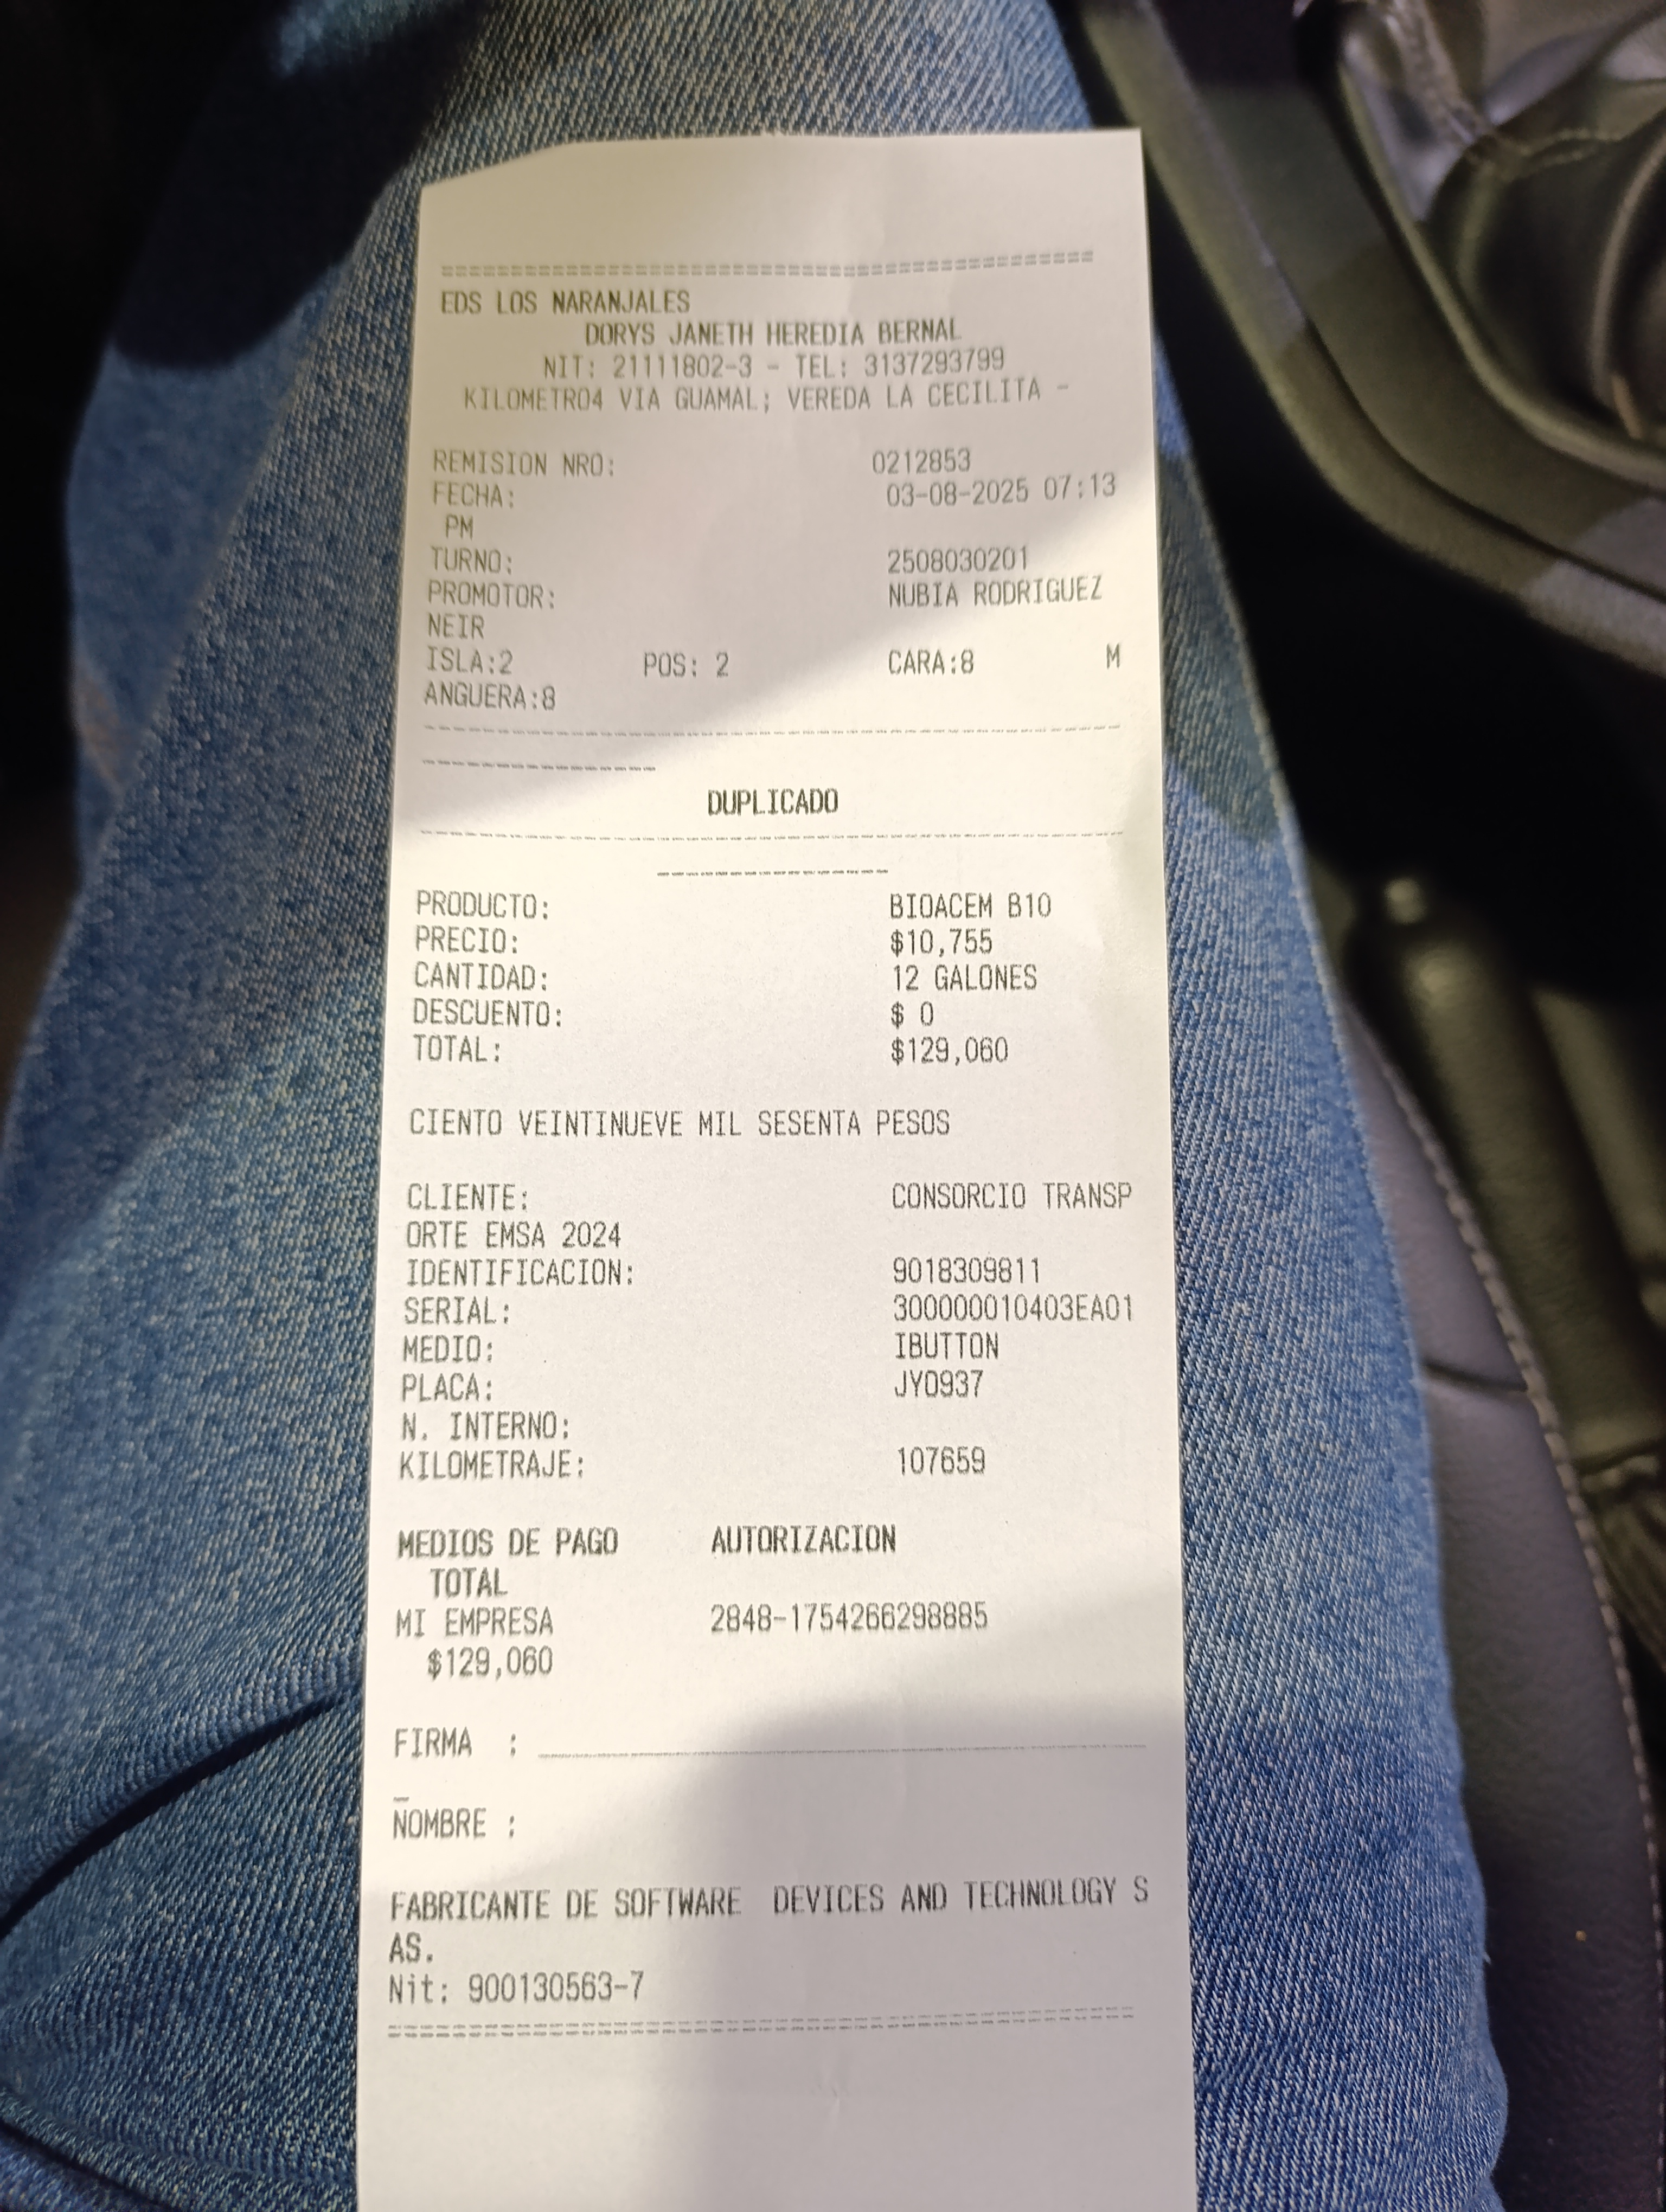 ================================================
EDS LOS NARANJALES
DORYS JANETH HEREDIA BERNAL
NIT: 21111802-3 - TEL: 3137293799
KILOMETRO4 VIA GUAMAL; VEREDA LA CECILITA -
REMISION NRO: 0212853
FECHA: 03-08-2025 07:13
PM
TURNO: 2508030201
PROMOTOR: NUBIA RODRIGUEZ
NEIR
ISLA:2 POS: 2 CARA:8 M
ANGUERA:8
------------------------------------------------
----------------
DUPLICADO
------------------------------------------------
----------------
PRODUCTO: BIOACEM B10
PRECIO: $10,755
CANTIDAD: 12 GALONES
DESCUENTO: $ 0
TOTAL: $129,060
CIENTO VEINTINUEVE MIL SESENTA PESOS
CLIENTE: CONSORCIO TRANSP
ORTE EMSA 2024
IDENTIFICACION: 9018309811
SERIAL: 300000010403EA01
MEDIO: IBUTTON
PLACA: JYO937
N. INTERNO:
KILOMETRAJE: 107659
MEDIOS DE PAGO AUTORIZACION
TOTAL
MI EMPRESA 2848-1754266298885
$129,060
FIRMA : ______________________________________
_
NOMBRE :
FABRICANTE DE SOFTWARE DEVICES AND TECHNOLOGY S
AS.
Nit: 900130563-7
================================================